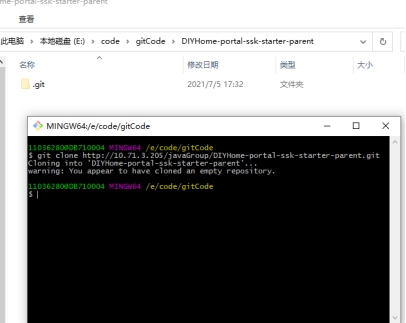 me-portal-ssk-starter-parent
查看
此电脑 › 本地磁盘 (E:) › code › gitCode › DIYHome-portal-ssk-starter-parent
名称 修改日期 类型 大小
.git 2021/7/5 17:32 文件夹
MINGW64:/e/code/gitCode
11036280@DB710004 MINGW64 /e/code/gitCode
$ git clone http://10.71.3.205/javaGroup/DIYHome-portal-ssk-starter-parent.git
Cloning into 'DIYHome-portal-ssk-starter-parent'...
warning: You appear to have cloned an empty repository.
11036280@DB710004 MINGW64 /e/code/gitCode
$